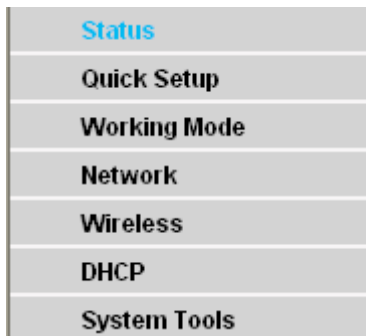 Status
Quick Setup
Working Mode
Network
Wireless
DHCP
System Tools